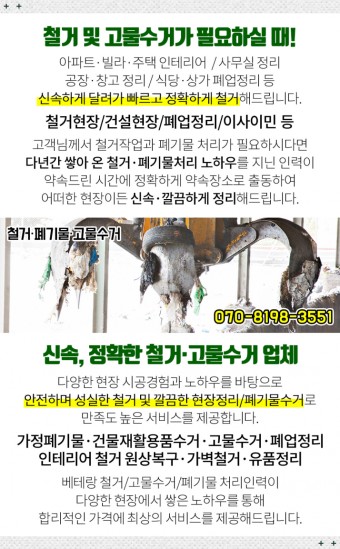 철거 및 고물수거가 필요하실 때!
아파트·빌라·주택 인테리어 / 사무실 정리
공장·창고 정리 / 식당·상가 폐업정리 등
신속하게 달려가 빠르고 정확하게 철거해드립니다.
철거현장/건설현장/폐업정리/이사이민 등
고객님께서 철거작업과 폐기물 처리가 필요하시다면
다년간 쌓아 온 철거·폐기물처리 노하우를 지닌 인력이
약속드린 시간에 정확하게 약속장소로 출동하여
어떠한 현장이든 신속·깔끔하게 정리해드립니다.
철거·폐기물·고물수거
070-8198-3551
신속, 정확한 철거·고물수거 업체
다양한 현장 시공경험과 노하우를 바탕으로
안전하며 성실한 철거 및 깔끔한 현장정리/폐기물수거로
만족도 높은 서비스를 제공합니다.
가정폐기물·건물재활용품수거·고물수거·폐업정리
인테리어 철거 원상복구·가벽철거·유품정리
베테랑 철거/고물수거/폐기물 처리인력이
다양한 현장에서 쌓은 노하우를 통해
합리적인 가격에 최상의 서비스를 제공해드립니다.